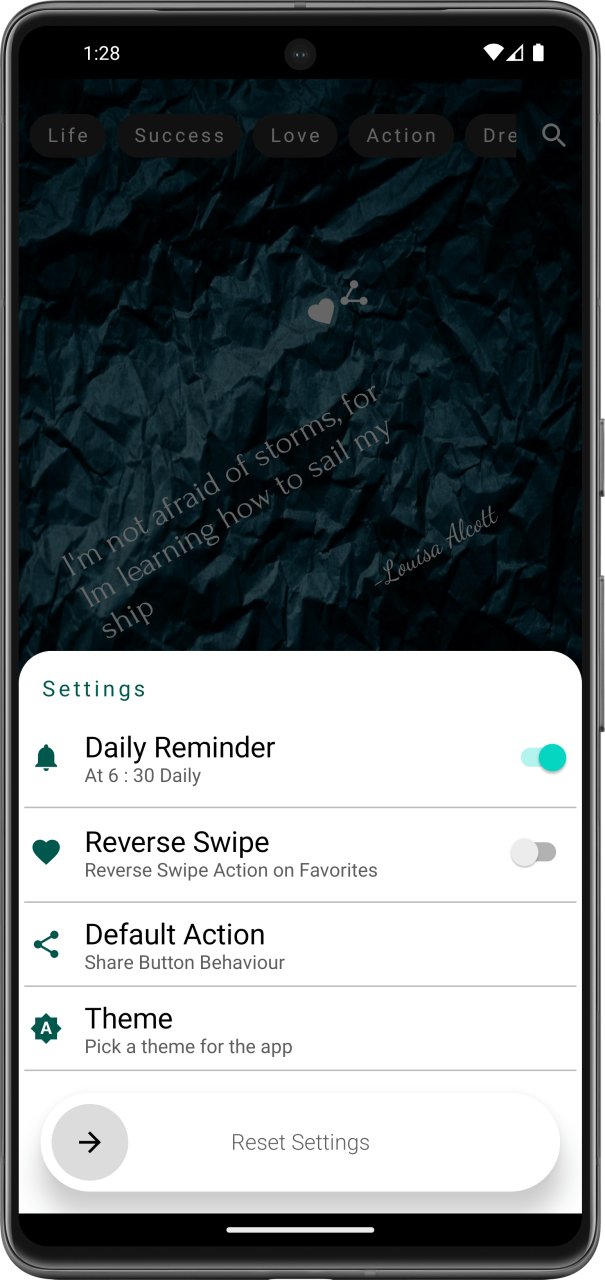 1:28
Life Success Love Action Dre
I'm not afraid of storms, for
Im learning how to sail my
ship
-Louisa Alcott
Settings
Daily Reminder
At 6 : 30 Daily
Reverse Swipe
Reverse Swipe Action on Favorites
Default Action
Share Button Behaviour
A
Theme
Pick a theme for the app
Reset Settings